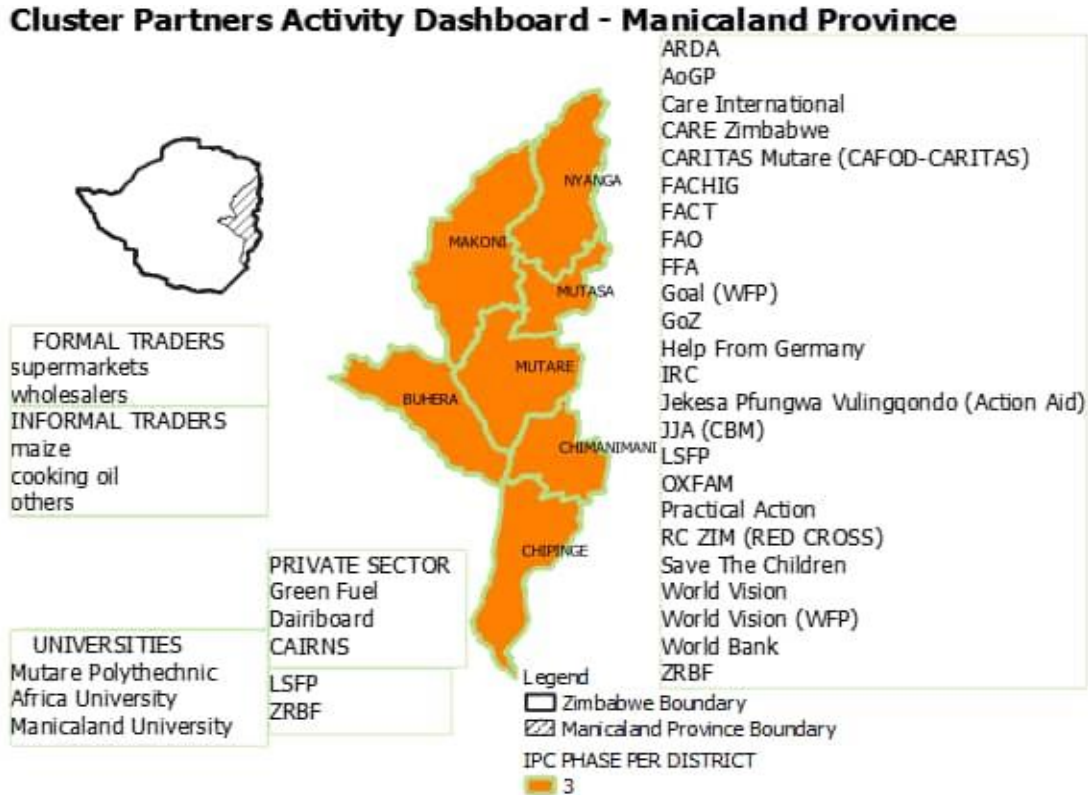 Cluster Partners Activity Dashboard - Manicaland Province
ARDA
AoGP
Care International
CARE Zimbabwe
CARITAS Mutare (CAFOD-CARITAS)
FACHIG
FACT
FAO
FFA
Goal (WFP)
GoZ
Help From Germany
IRC
Jekesa Pfungwa Vulingqondo (Action Aid)
JJA (CBM)
LSFP
OXFAM
Practical Action
RC ZIM (RED CROSS)
Save The Children
World Vision
World Vision (WFP)
World Bank
ZRBF
NYANGA
MAKONI
MUTASA
MUTARE
BUHERA
CHIMANIMANI
CHIPINGE
FORMAL TRADERS
supermarkets
wholesalers
INFORMAL TRADERS
maize
cooking oil
others
PRIVATE SECTOR
Green Fuel
Dairiboard
CAIRNS
UNIVERSITIES
Mutare Polythechnic
Africa University
Manicaland University
LSFP
ZRBF
Legend
Zimbabwe Boundary
Manicaland Province Boundary
IPC PHASE PER DISTRICT
3